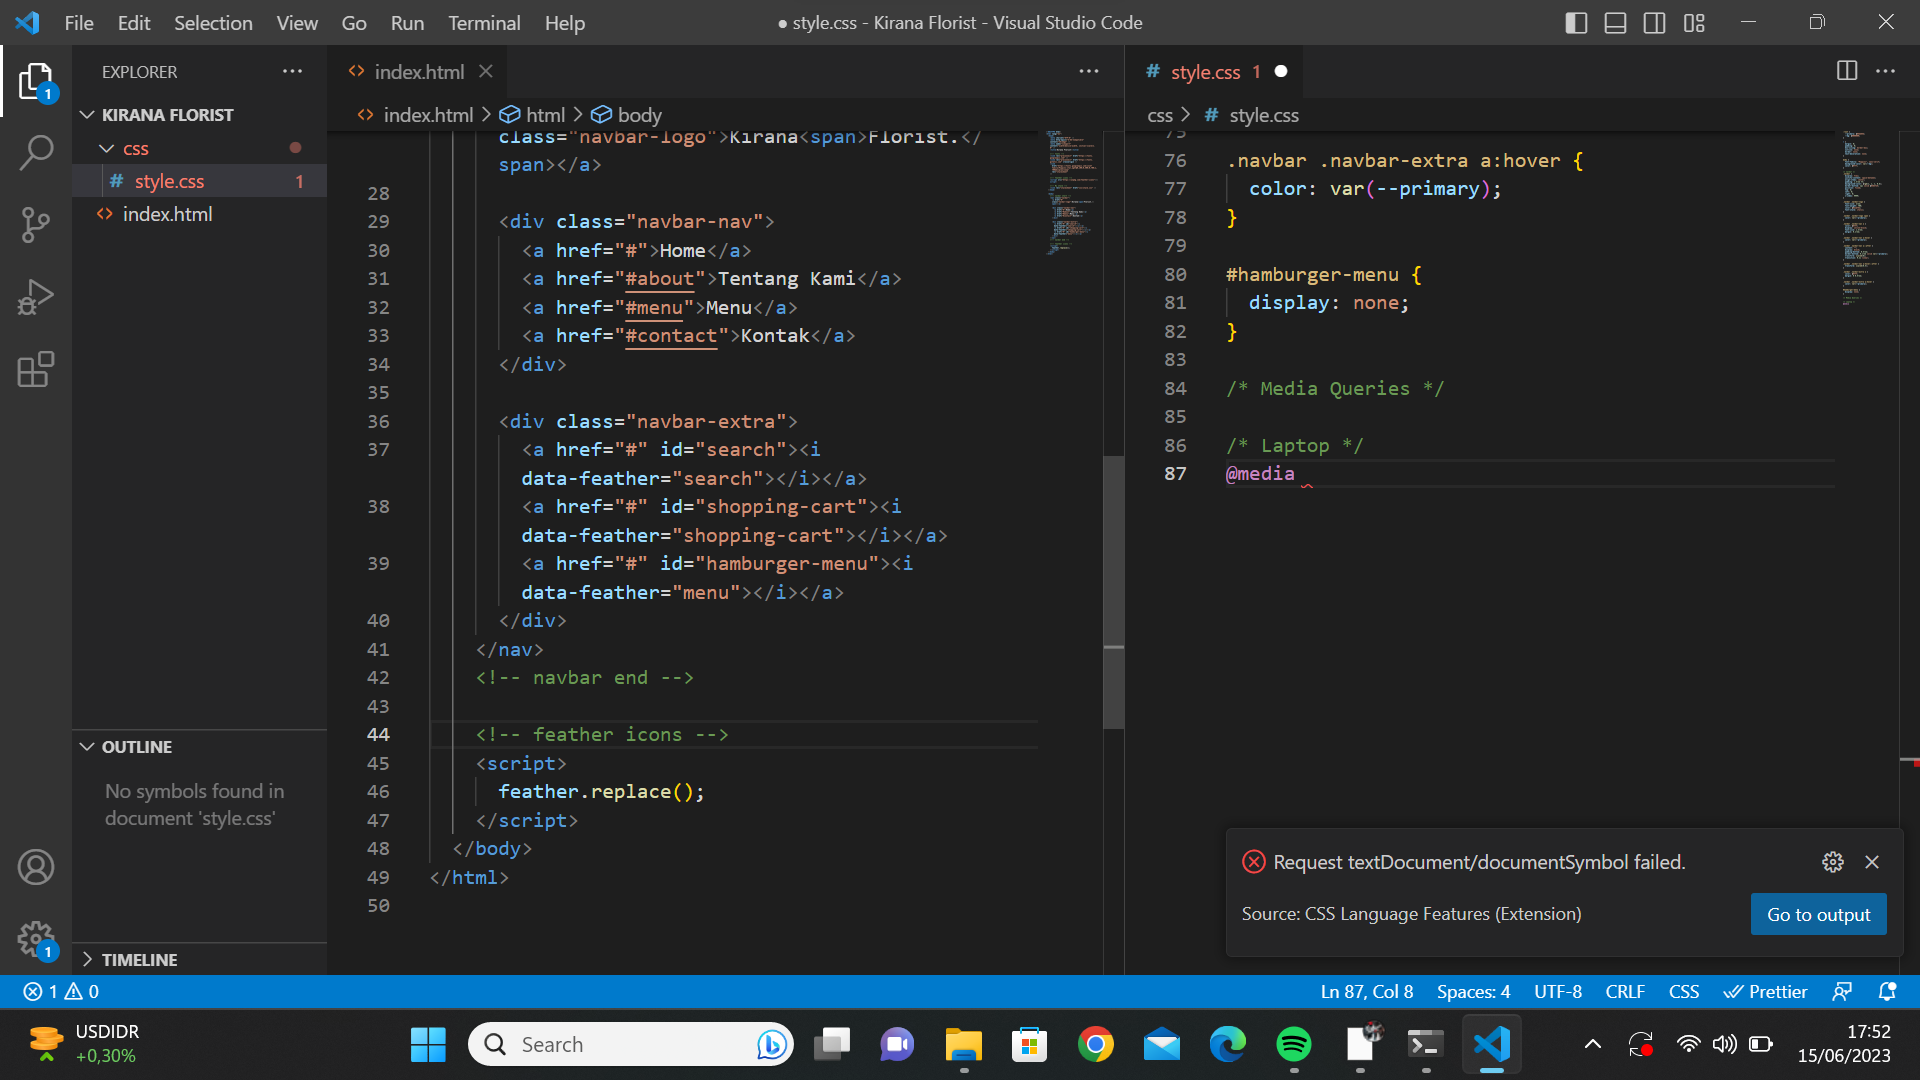 File Edit Selection View Go Run Terminal Help
● style.css - Kirana Florist - Visual Studio Code
EXPLORER
KIRANA FLORIST
css
# style.css 1
<> index.html
OUTLINE
No symbols found in
document 'style.css'
TIMELINE
<> index.html
<> index.html > html > body
class="navbar-logo">Kirana<span>Florist.</
span></a>
28
29 <div class="navbar-nav">
30 <a href="#">Home</a>
31 <a href="#about">Tentang Kami</a>
32 <a href="#menu">Menu</a>
33 <a href="#contact">Kontak</a>
34 </div>
35
36 <div class="navbar-extra">
37 <a href="#" id="search"><i
data-feather="search"></i></a>
38 <a href="#" id="shopping-cart"><i
data-feather="shopping-cart"></i></a>
39 <a href="#" id="hamburger-menu"><i
data-feather="menu"></i></a>
40 </div>
41 </nav>
42 <!-- navbar end -->
43
44 <!-- feather icons -->
45 <script>
46 feather.replace();
47 </script>
48 </body>
49 </html>
50
# style.css 1
css > # style.css
75
76 .navbar .navbar-extra a:hover {
77 color: var(--primary);
78 }
79
80 #hamburger-menu {
81 display: none;
82 }
83
84 /* Media Queries */
85
86 /* Laptop */
87 @media
Request textDocument/documentSymbol failed.
Source: CSS Language Features (Extension)
Go to output
1
1
1 0
Ln 87, Col 8 Spaces: 4 UTF-8 CRLF CSS Prettier
USDIDR
+0,30%
Search
17:52
15/06/2023